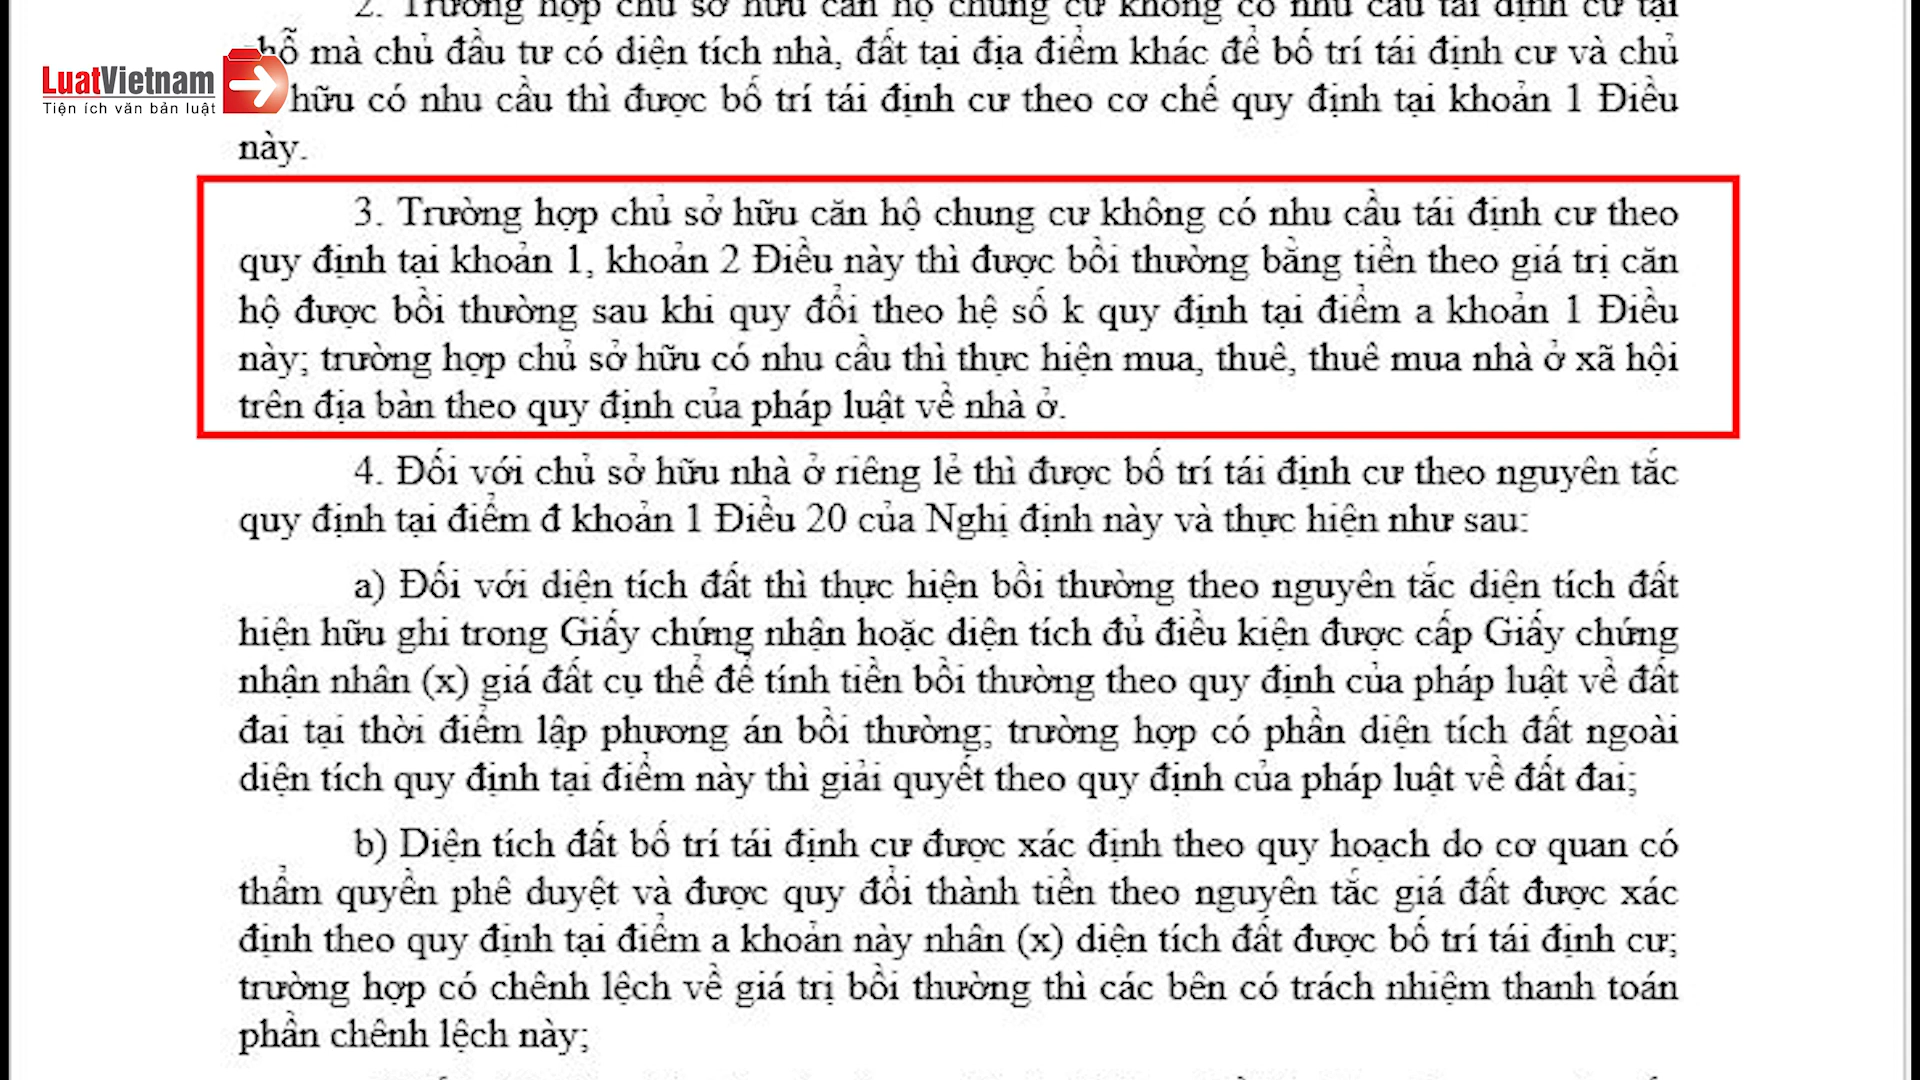 2. Trường hợp chủ sở hữu căn hộ chung cư không có nhu cầu tái định cư tại
chỗ mà chủ đầu tư có diện tích nhà, đất tại địa điểm khác để bố trí tái định cư và chủ
LuatVietnam
Tiện ích văn bản luật
hữu có nhu cầu thì được bố trí tái định cư theo cơ chế quy định tại khoản 1 Điều
này.
3. Trường hợp chủ sở hữu căn hộ chung cư không có nhu cầu tái định cư theo
quy định tại khoản 1, khoản 2 Điều này thì được bồi thường bằng tiền theo giá trị căn
hộ được bồi thường sau khi quy đổi theo hệ số k quy định tại điểm a khoản 1 Điều
này; trường hợp chủ sở hữu có nhu cầu thì thực hiện mua, thuê, thuê mua nhà ở xã hội
trên địa bàn theo quy định của pháp luật về nhà ở.
4. Đối với chủ sở hữu nhà ở riêng lẻ thì được bố trí tái định cư theo nguyên tắc
quy định tại điểm đ khoản 1 Điều 20 của Nghị định này và thực hiện như sau:
a) Đối với diện tích đất thì thực hiện bồi thường theo nguyên tắc diện tích đất
hiện hữu ghi trong Giấy chứng nhận hoặc diện tích đủ điều kiện được cấp Giấy chứng
nhận nhân (x) giá đất cụ thể để tính tiền bồi thường theo quy định của pháp luật về đất
đai tại thời điểm lập phương án bồi thường; trường hợp có phần diện tích đất ngoài
diện tích quy định tại điểm này thì giải quyết theo quy định của pháp luật về đất đai;
b) Diện tích đất bố trí tái định cư được xác định theo quy hoạch do cơ quan có
thẩm quyền phê duyệt và được quy đổi thành tiền theo nguyên tắc giá đất được xác
định theo quy định tại điểm a khoản này nhân (x) diện tích đất được bố trí tái định cư;
trường hợp có chênh lệch về giá trị bồi thường thì các bên có trách nhiệm thanh toán
phần chênh lệch này;